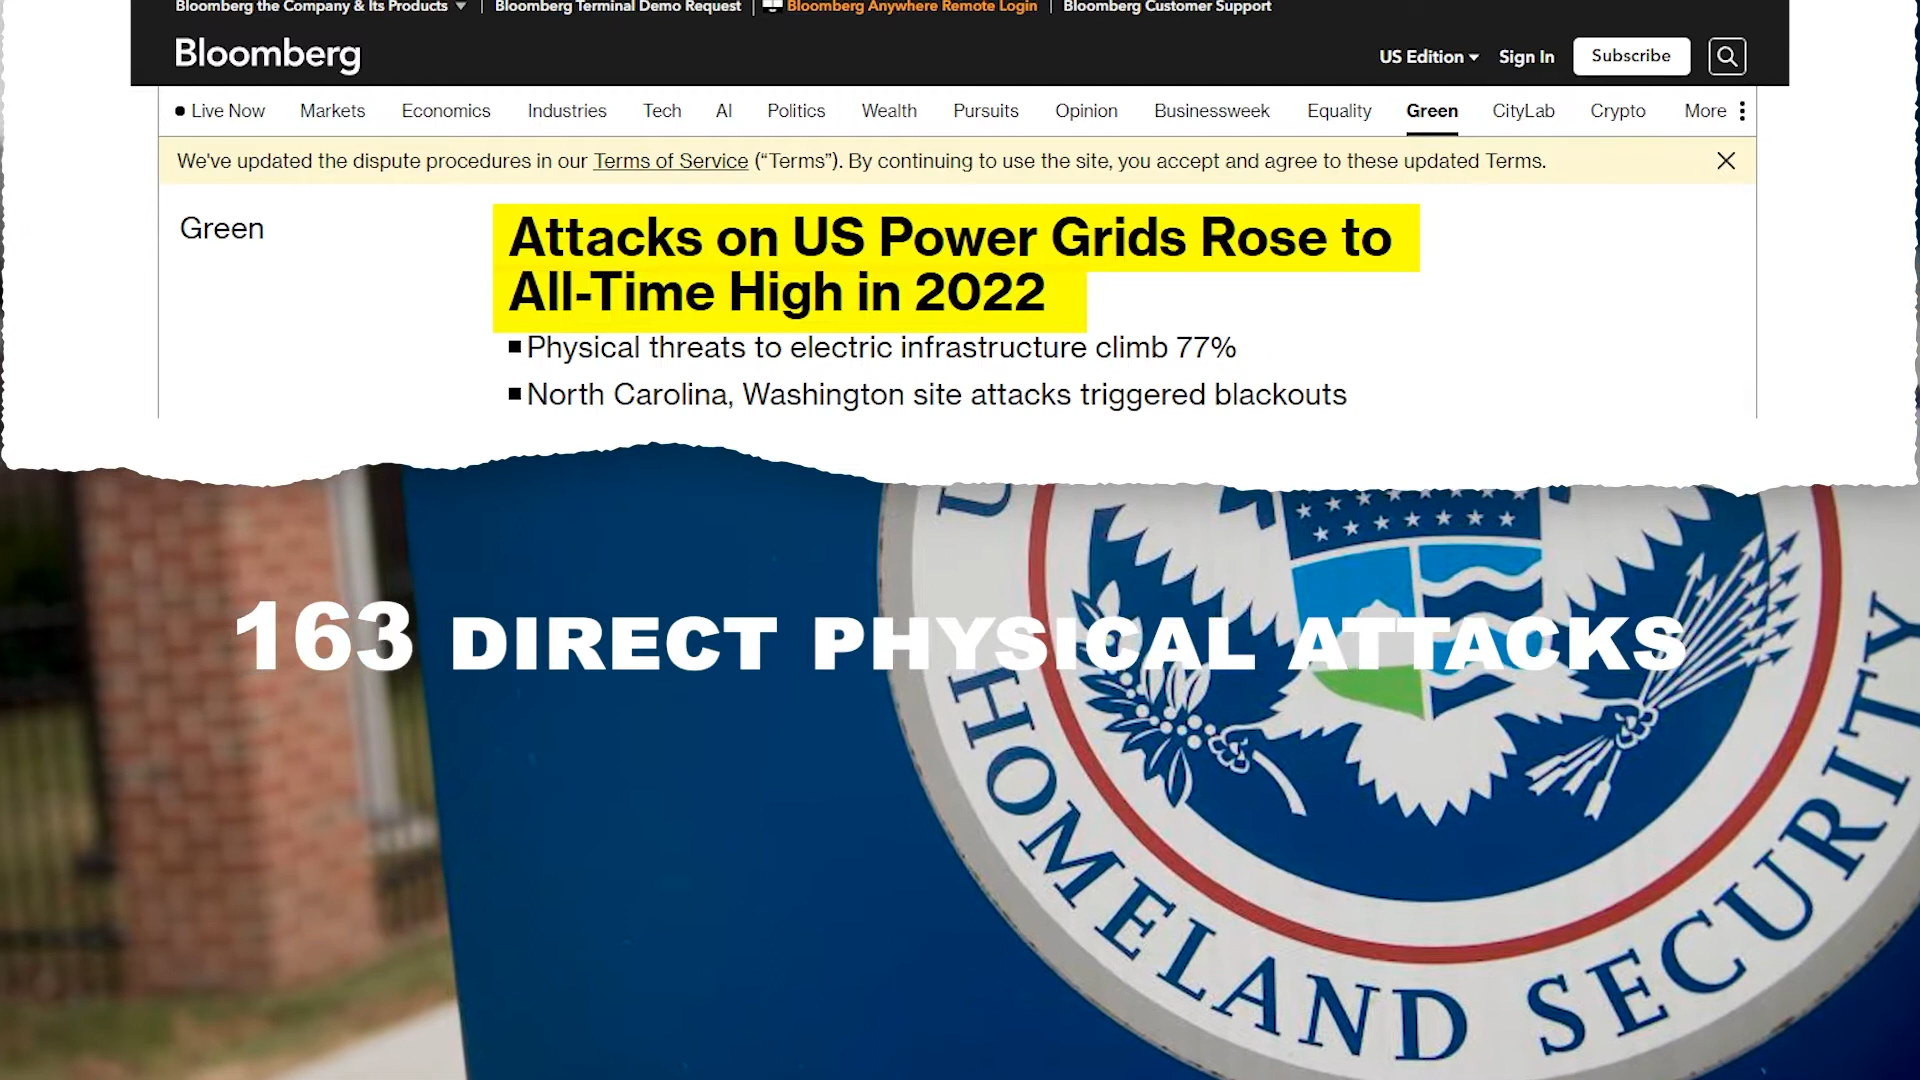 Bloomberg the Company & Its Products
Bloomberg Terminal Demo Request
Bloomberg Anywhere Remote Login
Bloomberg Customer Support
Bloomberg
US Edition
Sign In
Subscribe
Live Now
Markets
Economics
Industries
Tech
AI
Politics
Wealth
Pursuits
Opinion
Businessweek
Equality
Green
CityLab
Crypto
More
We've updated the dispute procedures in our Terms of Service (“Terms”). By continuing to use the site, you accept and agree to these updated Terms.
Green
Attacks on US Power Grids Rose to
All-Time High in 2022
Physical threats to electric infrastructure climb 77%
North Carolina, Washington site attacks triggered blackouts
163 DIRECT PHYSICAL ATTACKS
HOMELAND SECURITY